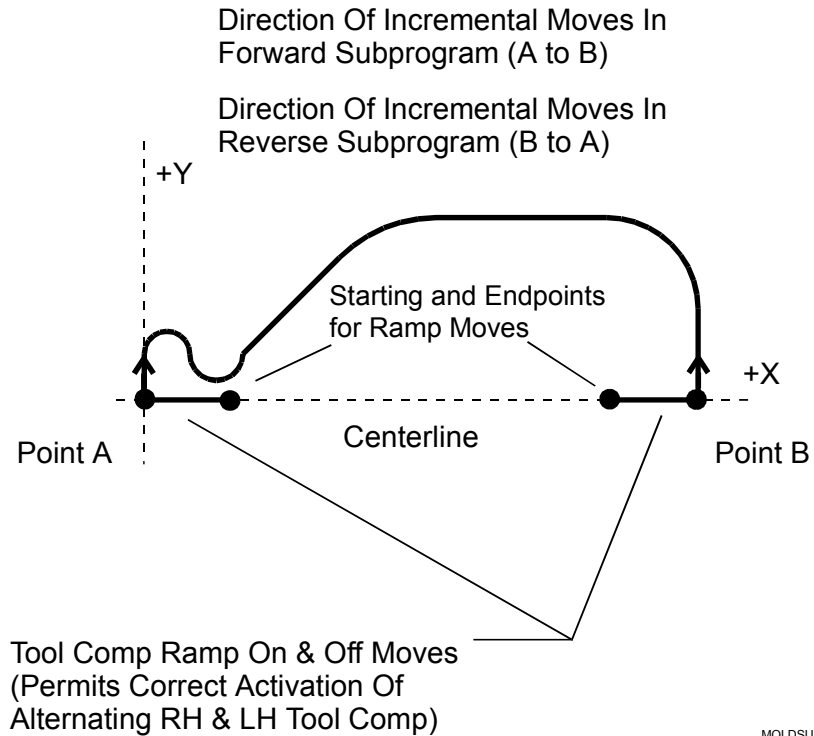 Direction Of Incremental Moves In
Forward Subprogram (A to B)
Direction Of Incremental Moves In
Reverse Subprogram (B to A)
+Y
Starting and Endpoints
for Ramp Moves
+X
Centerline
Point A
Point B
Tool Comp Ramp On & Off Moves
(Permits Correct Activation Of
Alternating RH & LH Tool Comp)
MOLDSU